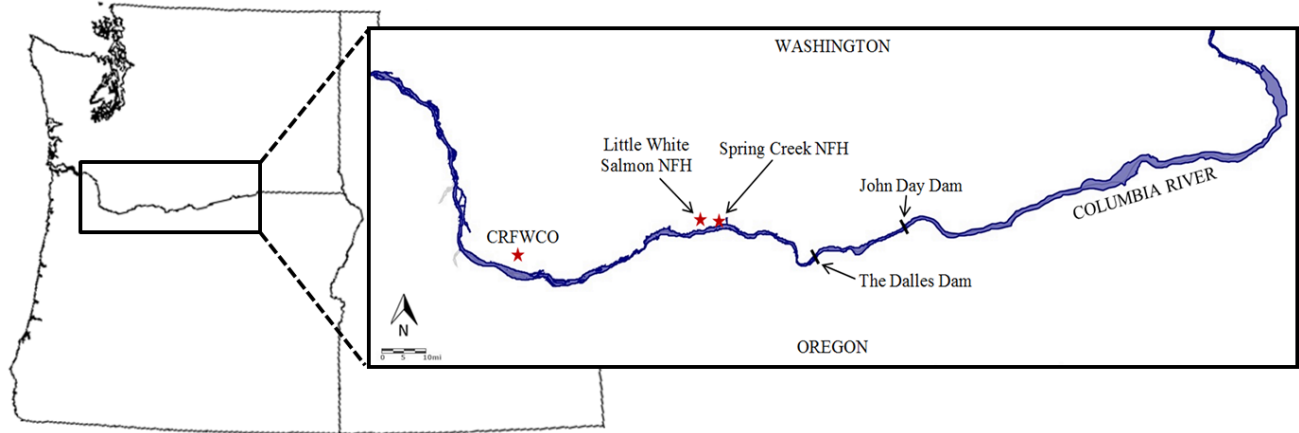 WASHINGTON
Little White
Salmon NFH
Spring Creek NFH
John Day Dam
COLUMBIA RIVER
CRFWCO
The Dalles Dam
N
0 5 10mi
OREGON